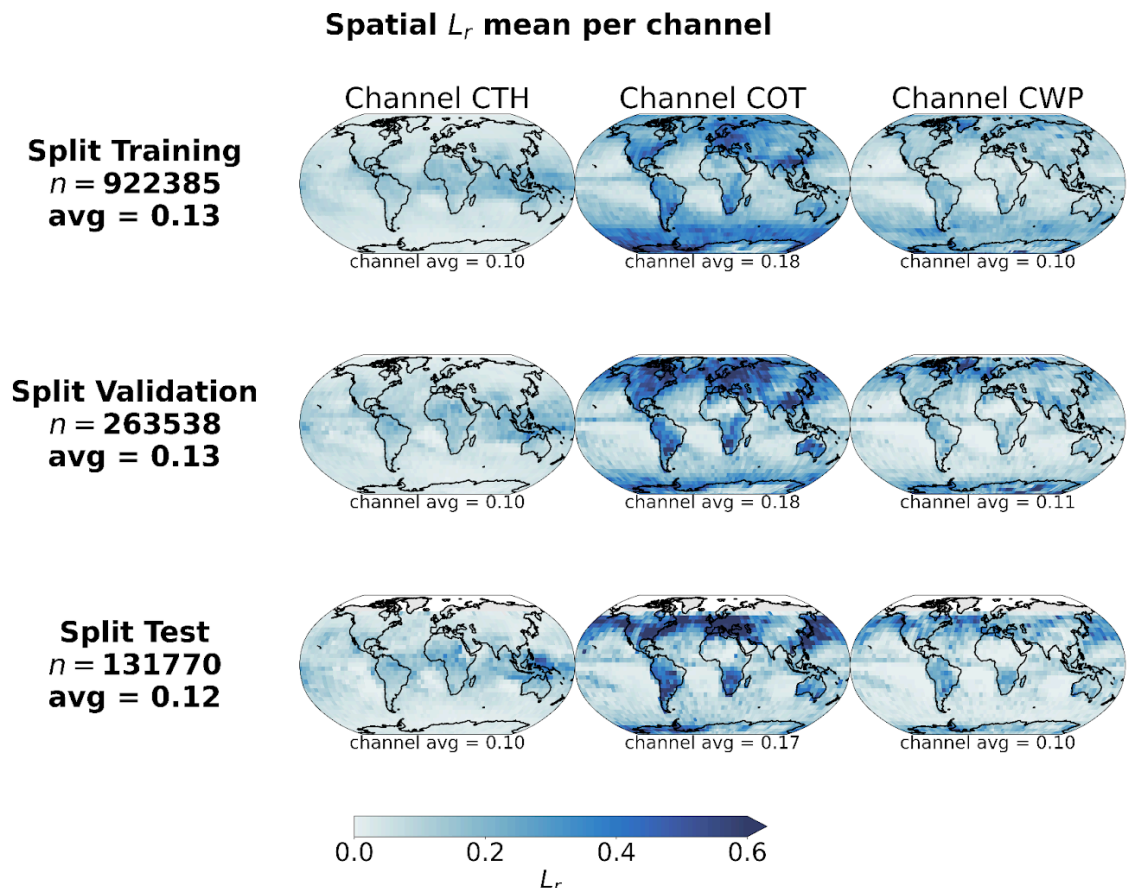 Spatial Lᵣ mean per channel
Channel CTH
Channel COT
Channel CWP
Split Training
n = 922385
avg = 0.13
channel avg = 0.10
channel avg = 0.18
channel avg = 0.10
Split Validation
n = 263538
avg = 0.13
channel avg = 0.10
channel avg = 0.18
channel avg = 0.11
Split Test
n = 131770
avg = 0.12
channel avg = 0.10
channel avg = 0.17
channel avg = 0.10
0.0
0.2
0.4
0.6
Lᵣ